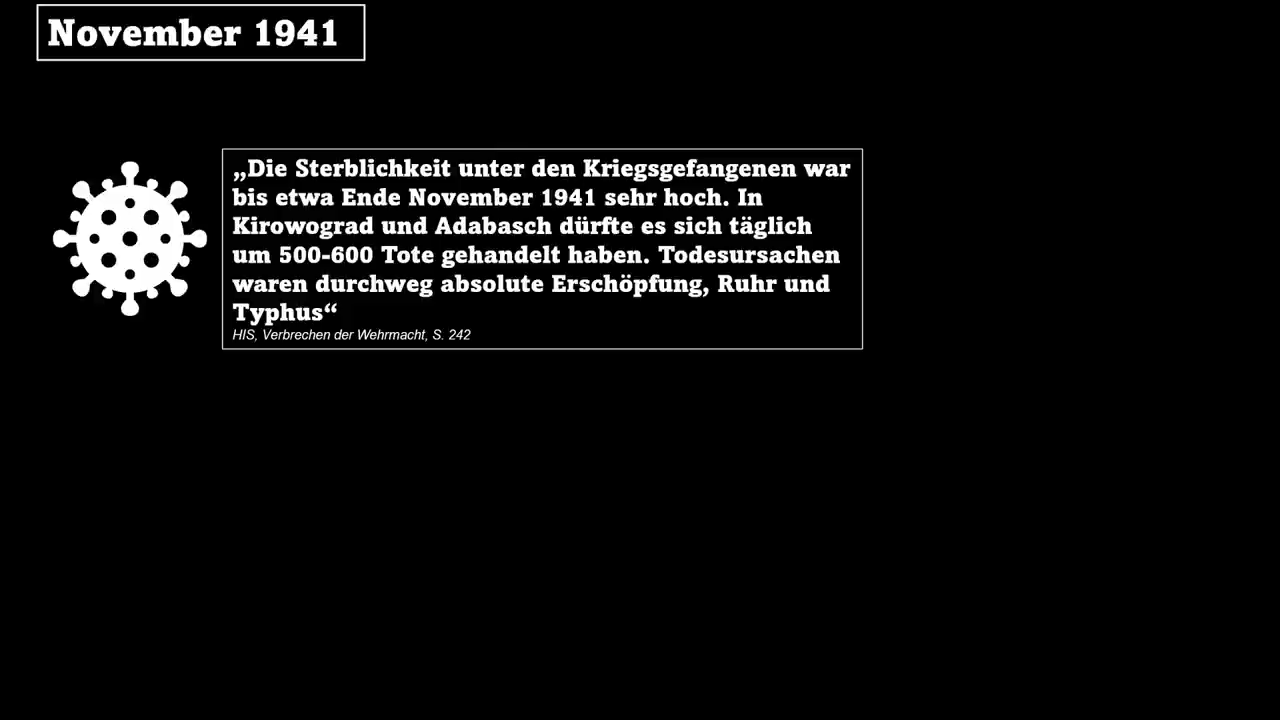 November 1941
„Die Sterblichkeit unter den Kriegsgefangenen war
bis etwa Ende November 1941 sehr hoch. In
Kirowograd und Adabasch dürfte es sich täglich
um 500-600 Tote gehandelt haben. Todesursachen
waren durchweg absolute Erschöpfung, Ruhr und
Typhus“
HIS, Verbrechen der Wehrmacht, S. 242